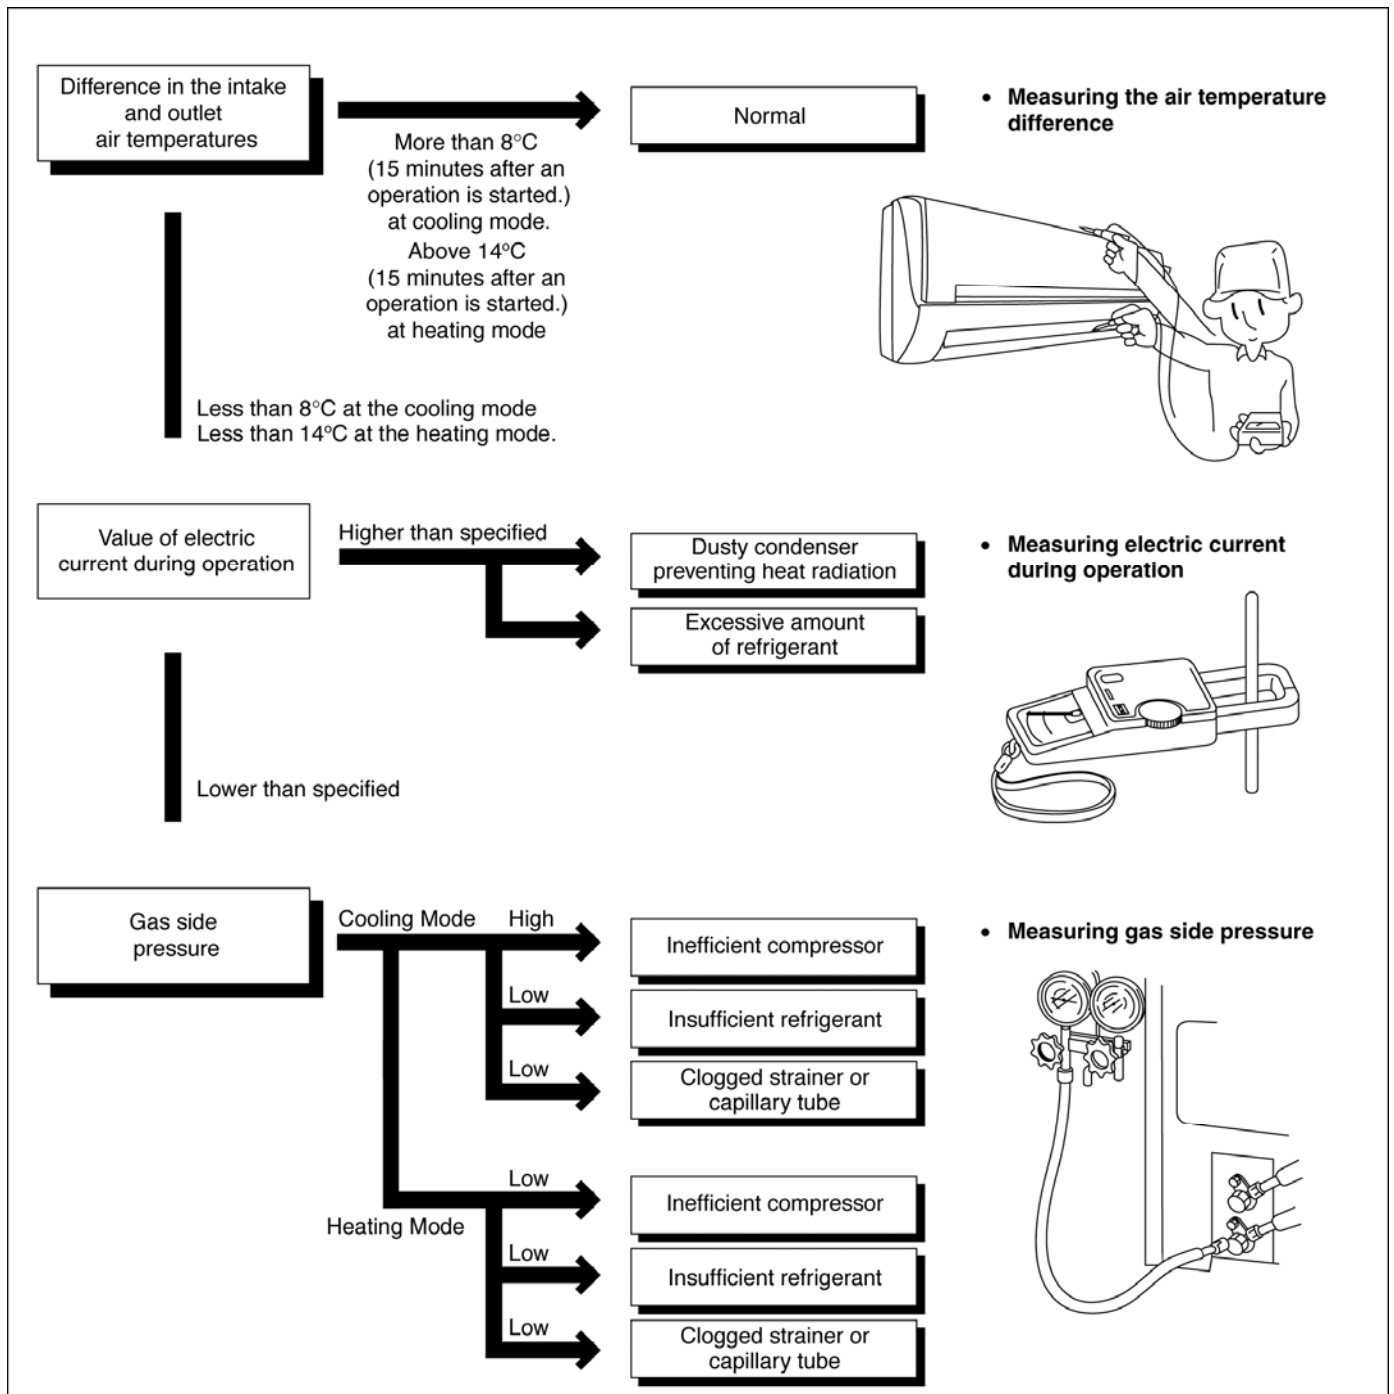 Difference in the intake
and outlet
air temperatures
More than 8°C
(15 minutes after an
operation is started.)
at cooling mode.
Above 14°C
(15 minutes after an
operation is started.)
at heating mode
Normal
• Measuring the air temperature
difference
Less than 8°C at the cooling mode
Less than 14°C at the heating mode.
Value of electric
current during operation
Higher than specified
Dusty condenser
preventing heat radiation
Excessive amount
of refrigerant
• Measuring electric current
during operation
Lower than specified
Gas side
pressure
Cooling Mode
High
Inefficient compressor
Low
Insufficient refrigerant
Low
Clogged strainer or
capillary tube
• Measuring gas side pressure
Heating Mode
Low
Inefficient compressor
Low
Insufficient refrigerant
Low
Clogged strainer or
capillary tube